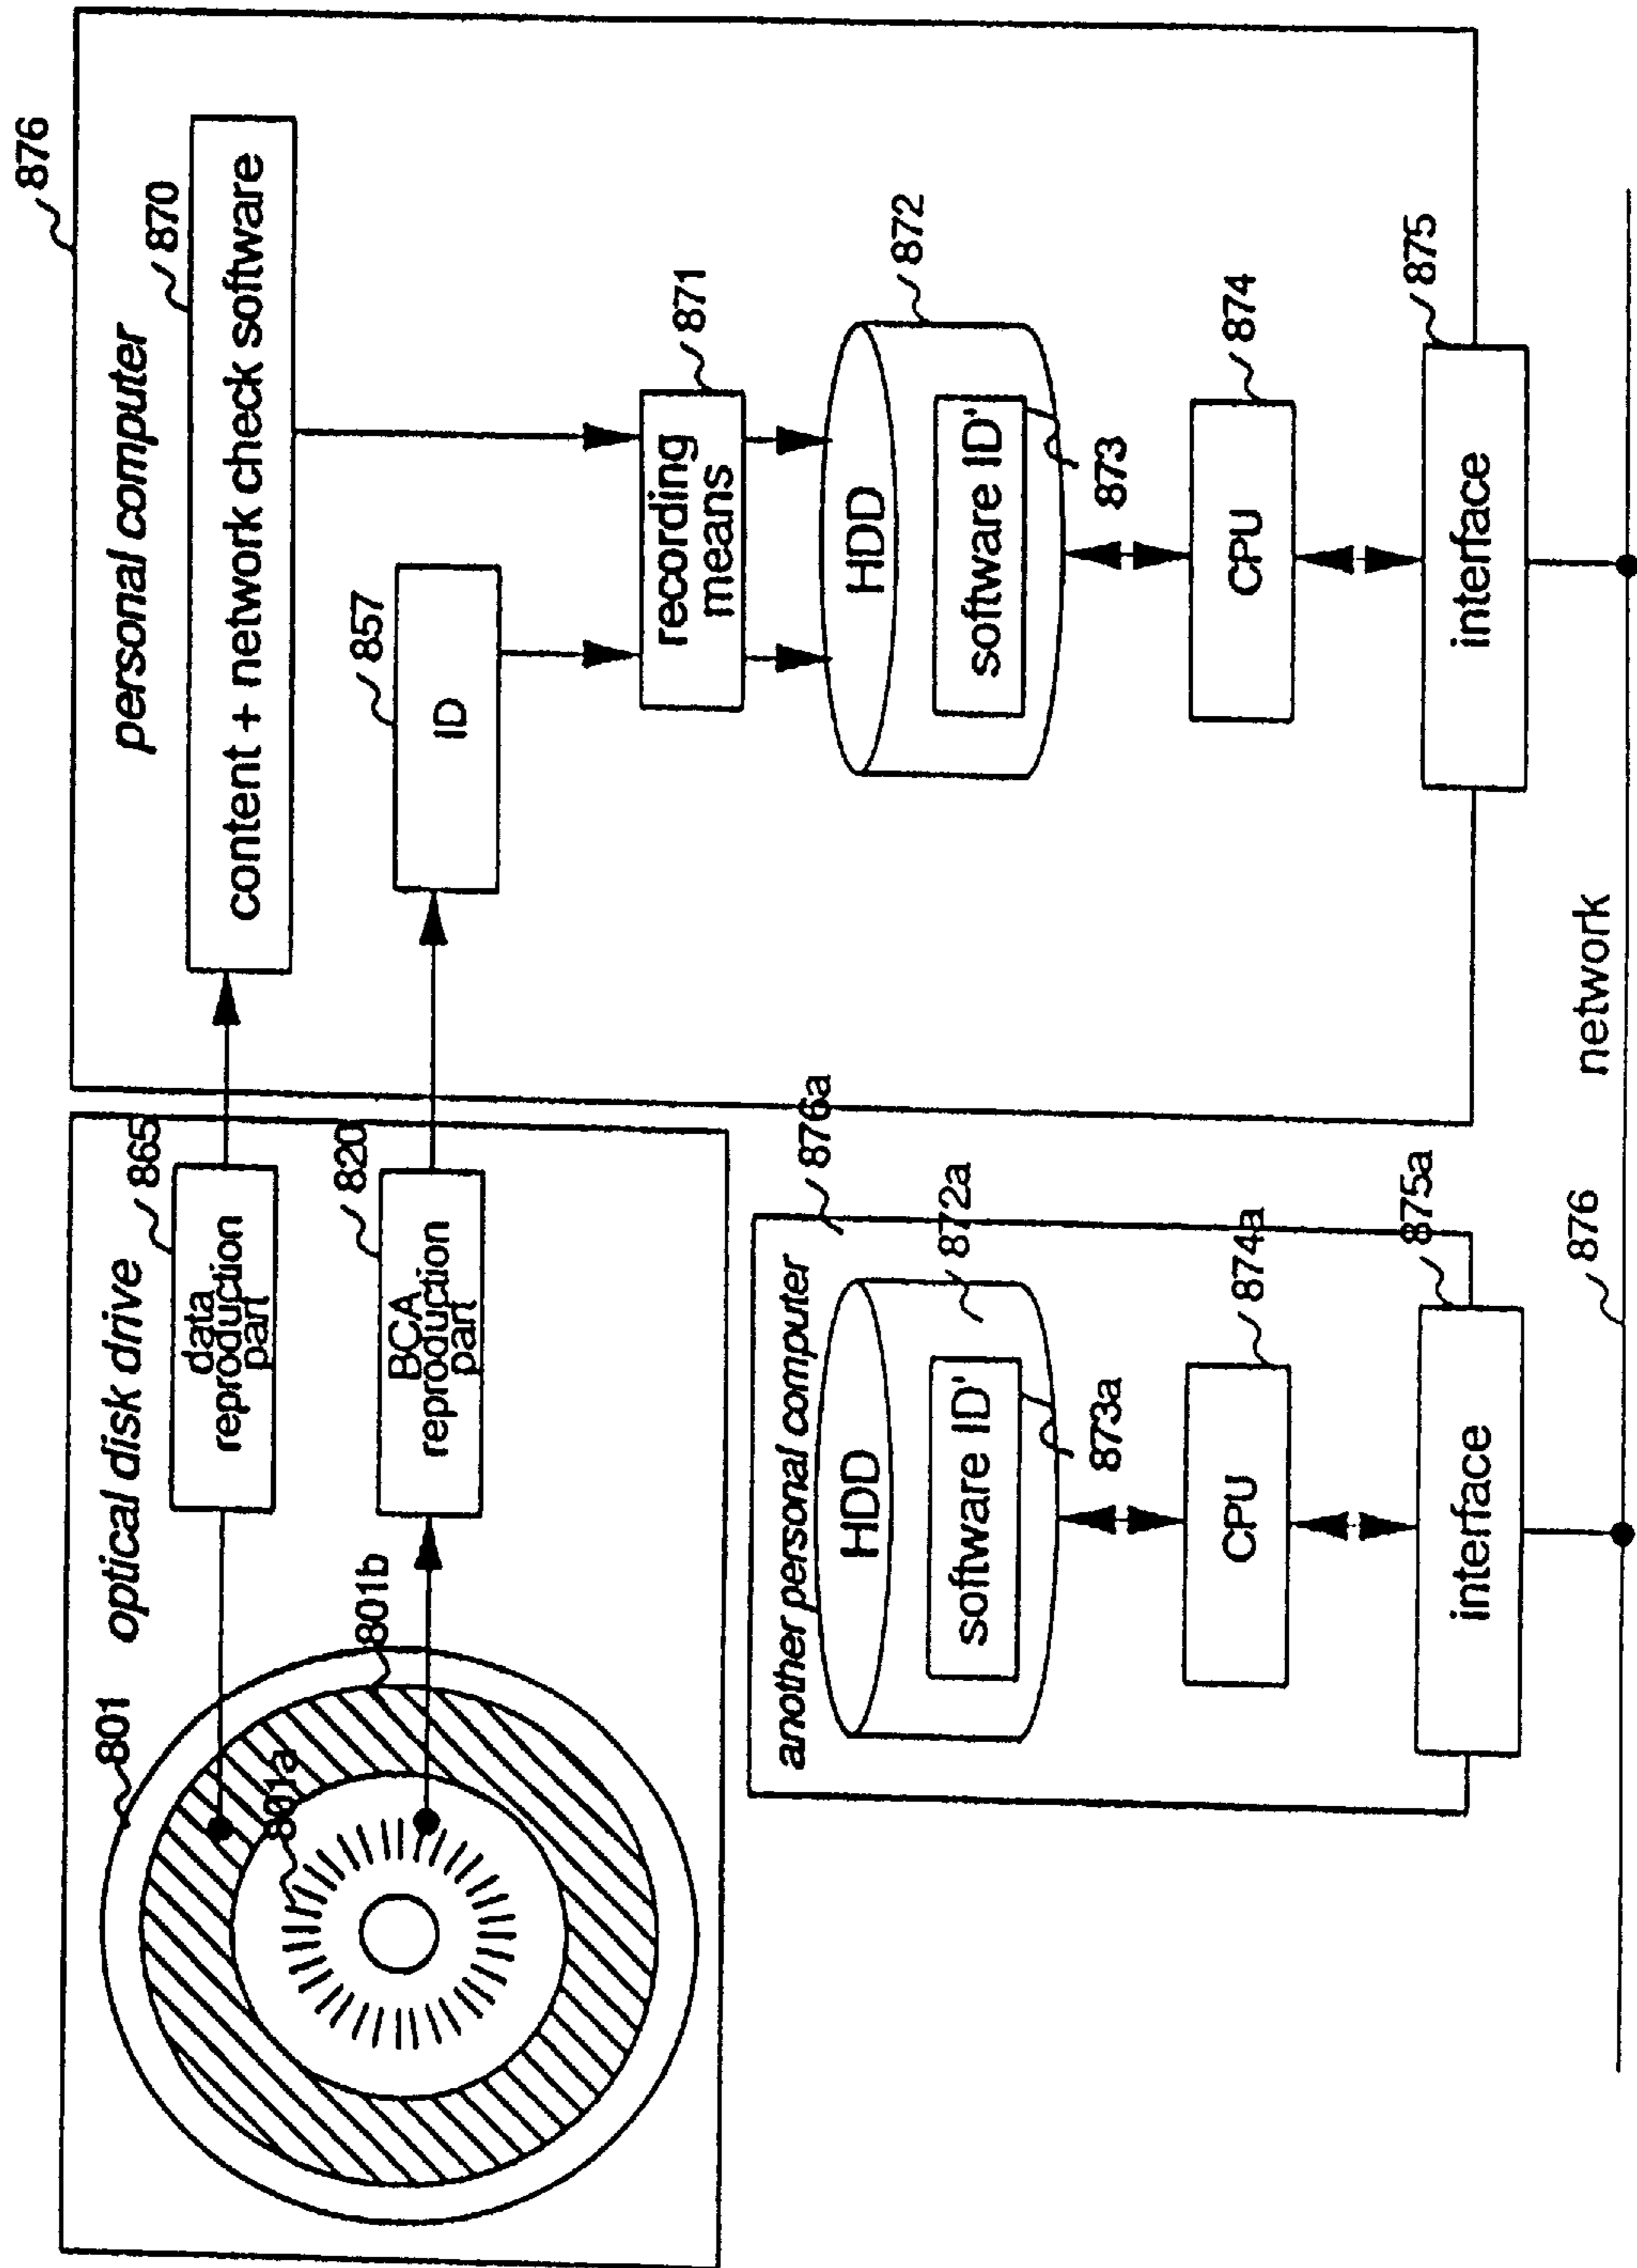 optical disk drive
801
801a
801b
data
reproduction
part
865
BCA
reproduction
part
820
personal computer
876
content + network check software
870
ID
857
recording
means
871
HDD
872
software ID'
873
CPU
874
interface
875
another personal computer
876a
HDD
872a
software ID'
873a
CPU
874a
interface
875a
876
network